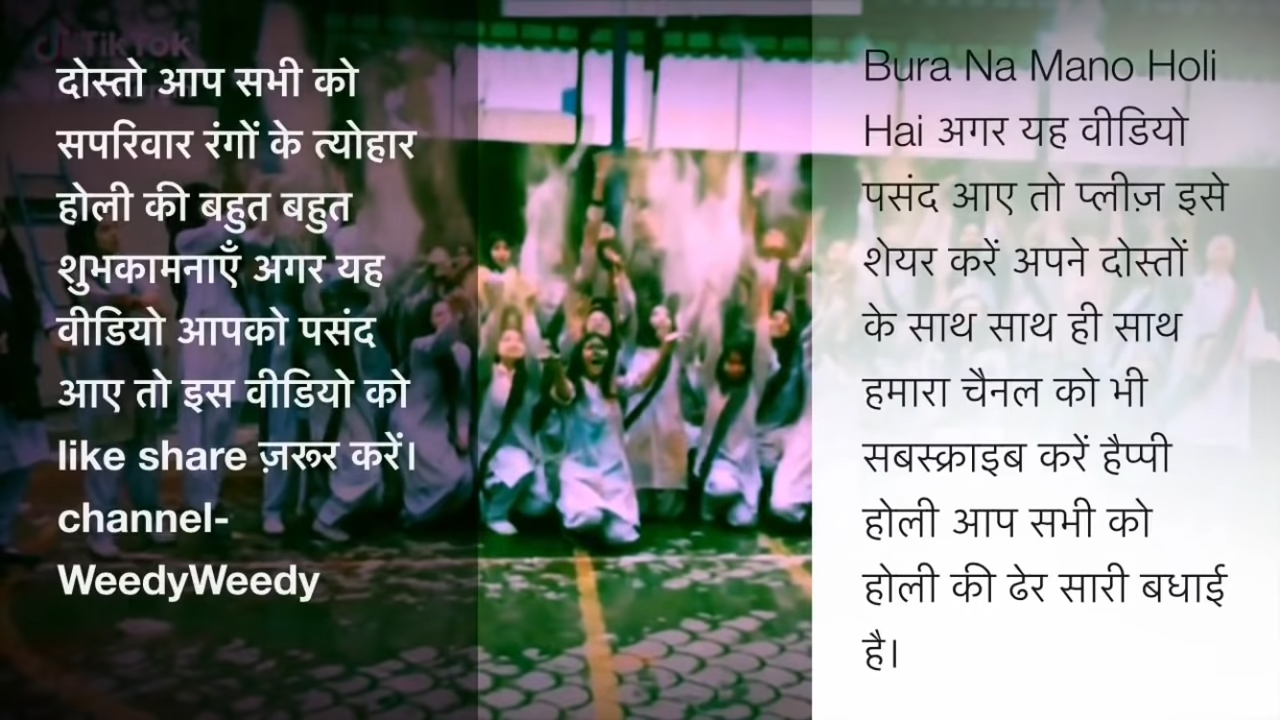 TikTok
दोस्तो आप सभी को
सपरिवार रंगों के त्योहार
होली की बहुत बहुत
शुभकामनाएँ अगर यह
वीडियो आपको पसंद
आए तो इस वीडियो को
like share ज़रूर करें।
channel-
WeedyWeedy
Bura Na Mano Holi
Hai अगर यह वीडियो
पसंद आए तो प्लीज़ इसे
शेयर करें अपने दोस्तों
के साथ साथ ही साथ
हमारा चैनल को भी
सबस्क्राइब करें हैप्पी
होली आप सभी को
होली की ढेर सारी बधाई
है।